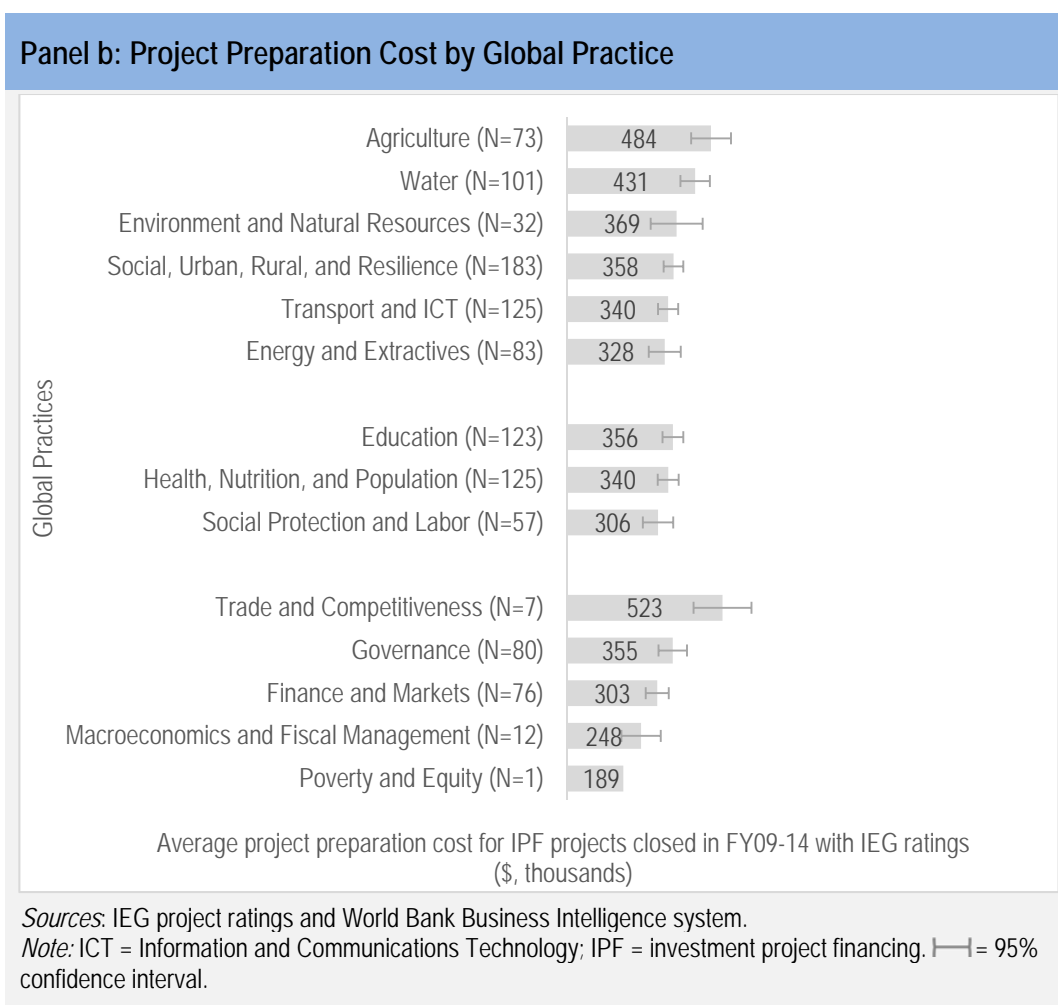 Panel b: Project Preparation Cost by Global Practice
Global Practices
Agriculture (N=73) 484
Water (N=101) 431
Environment and Natural Resources (N=32) 369
Social, Urban, Rural, and Resilience (N=183) 358
Transport and ICT (N=125) 340
Energy and Extractives (N=83) 328
Education (N=123) 356
Health, Nutrition, and Population (N=125) 340
Social Protection and Labor (N=57) 306
Trade and Competitiveness (N=7) 523
Governance (N=80) 355
Finance and Markets (N=76) 303
Macroeconomics and Fiscal Management (N=12) 248
Poverty and Equity (N=1) 189
Average project preparation cost for IPF projects closed in FY09-14 with IEG ratings
($, thousands)
Sources: IEG project ratings and World Bank Business Intelligence system.
Note: ICT = Information and Communications Technology; IPF = investment project financing. = 95%
confidence interval.